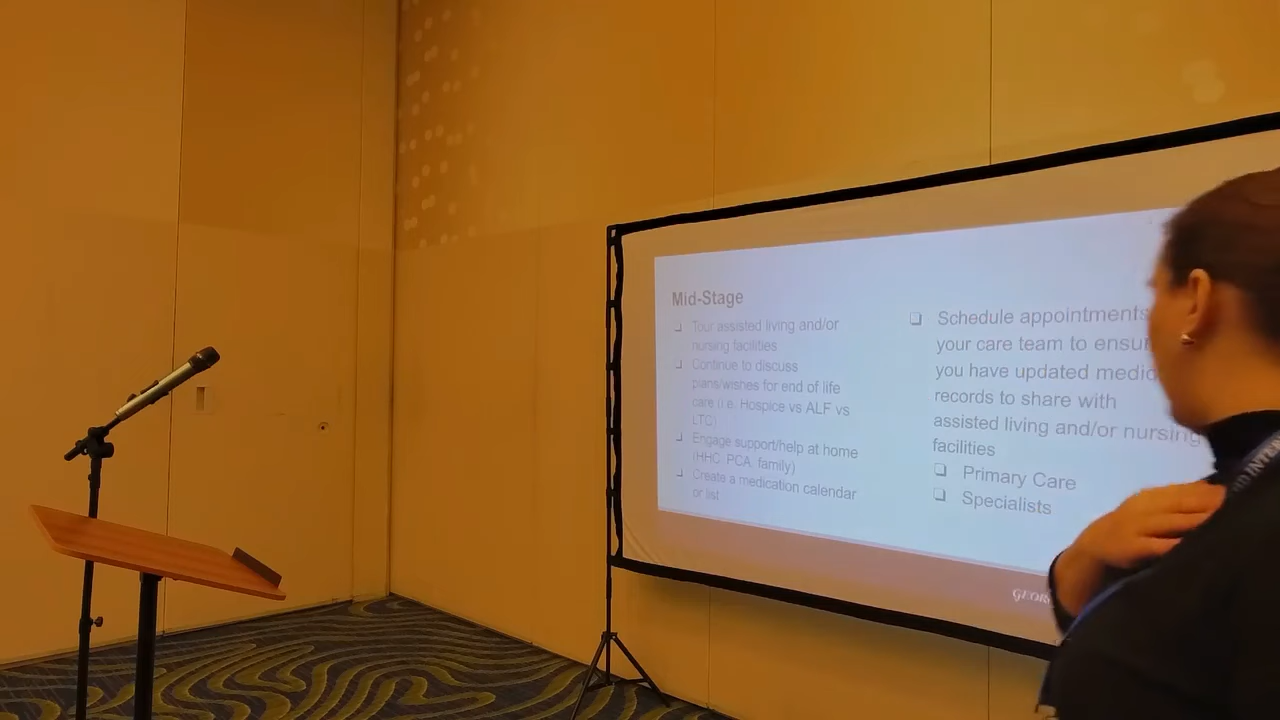 Mid-Stage
❏ Tour assisted living and/or
nursing facilities
❏ Continue to discuss
plans/wishes for end of life
care (i.e. Hospice vs ALF vs
LTC)
❏ Engage support/help at home
(HHC, PCA, family)
❏ Create a medication calendar
or list
❏ Schedule appointments
your care team to
you have updated
records to share with
assisted living and/or nursing
facilities
❏ Primary Care
❏ Specialists